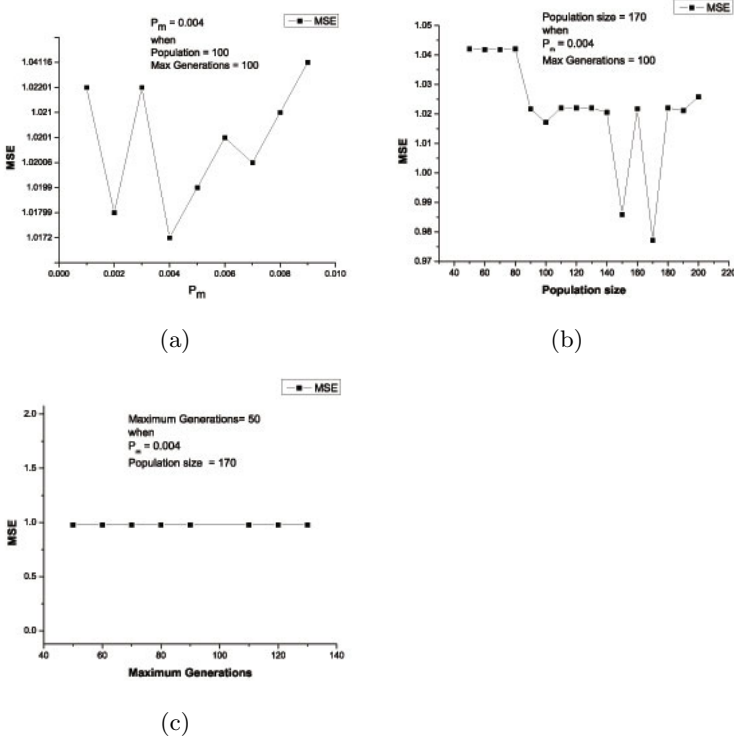 MSE
P_m = 0.004
when
Population = 100
Max Generations = 100
1.04116
1.02201
1.021
1.0201
1.02006
1.0199
1.01799
1.0172
MSE
0.000 0.002 0.004 0.006 0.008 0.010
P_m
(a)
MSE
Population size = 170
when
P_m = 0.004
Max Generations = 100
1.05
1.04
1.03
1.02
1.01
1.00
0.99
0.98
0.97
MSE
40 60 80 100 120 140 160 180 200 220
Population size
(b)
MSE
Maximum Generations= 50
when
P_m = 0.004
Population size = 170
2.0
1.5
1.0
0.5
0.0
MSE
40 60 80 100 120 140
Maximum Generations
(c)